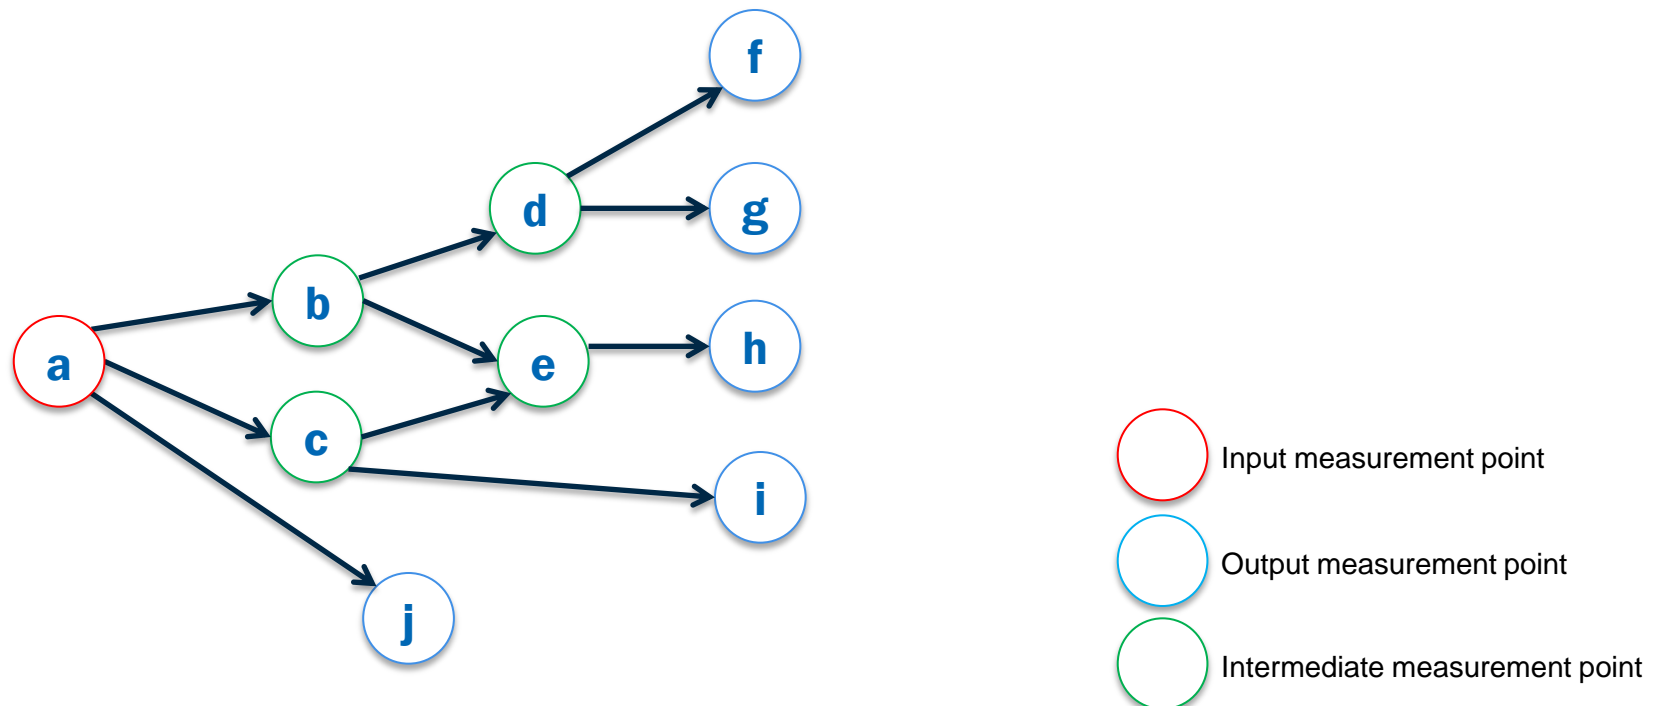 f
d
g
b
a
e
h
c
i
j
Input measurement point
Output measurement point
Intermediate measurement point